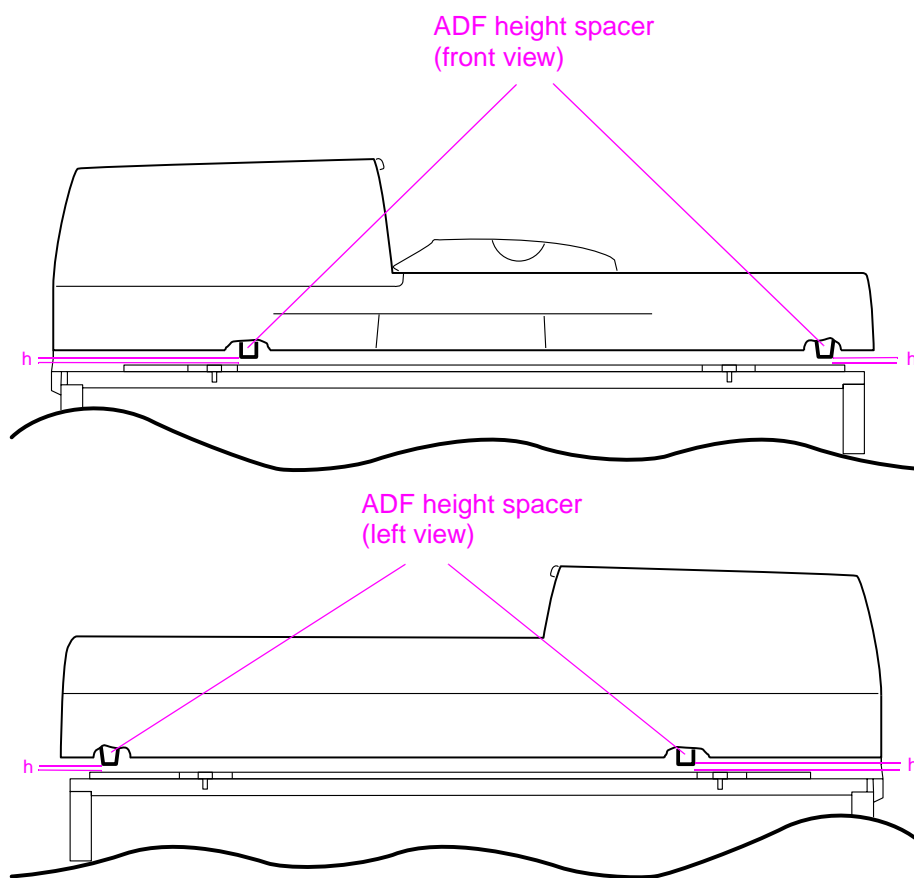 ADF height spacer
(front view)
h
h
ADF height spacer
(left view)
h
h